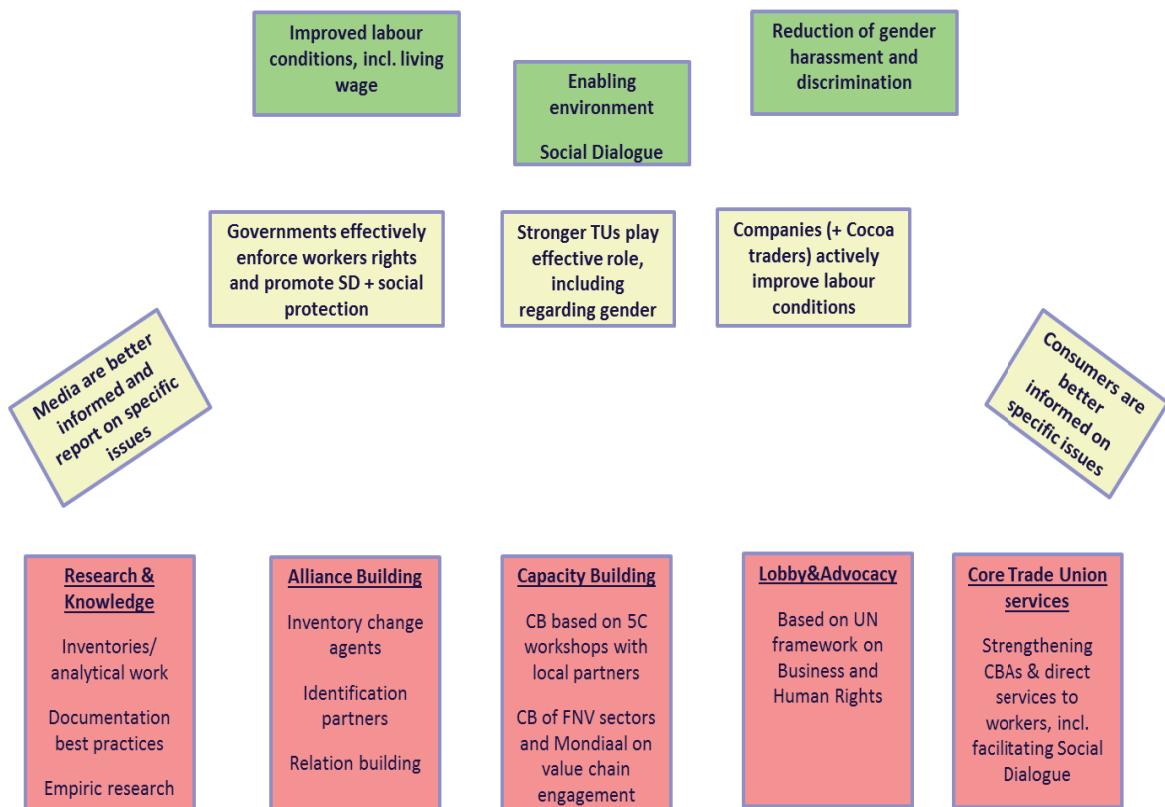 Improved labour
conditions, incl. living
wage
Enabling
environment
Social Dialogue
Reduction of gender
harassment and
discrimination
Governments effectively
enforce workers rights
and promote SD + social
protection
Stronger TUs play
effective role,
including
regarding gender
Companies (+ Cocoa
traders) actively
improve labour
conditions
Media are better
informed and
report on specific
issues
Consumers are
better
informed on
specific issues
Research &
Knowledge
Inventories/
analytical work
Documentation
best practices
Empiric research
Alliance Building
Inventory change
agents
Identification
partners
Relation building
Capacity Building
CB based on 5C
workshops with
local partners
CB of FNV sectors
and Mondiaal on
value chain
engagement
Lobby&Advocacy
Based on UN
framework on
Business and
Human Rights
Core Trade Union
services
Strengthening
CBAs & direct
services to
workers, incl.
facilitating Social
Dialogue